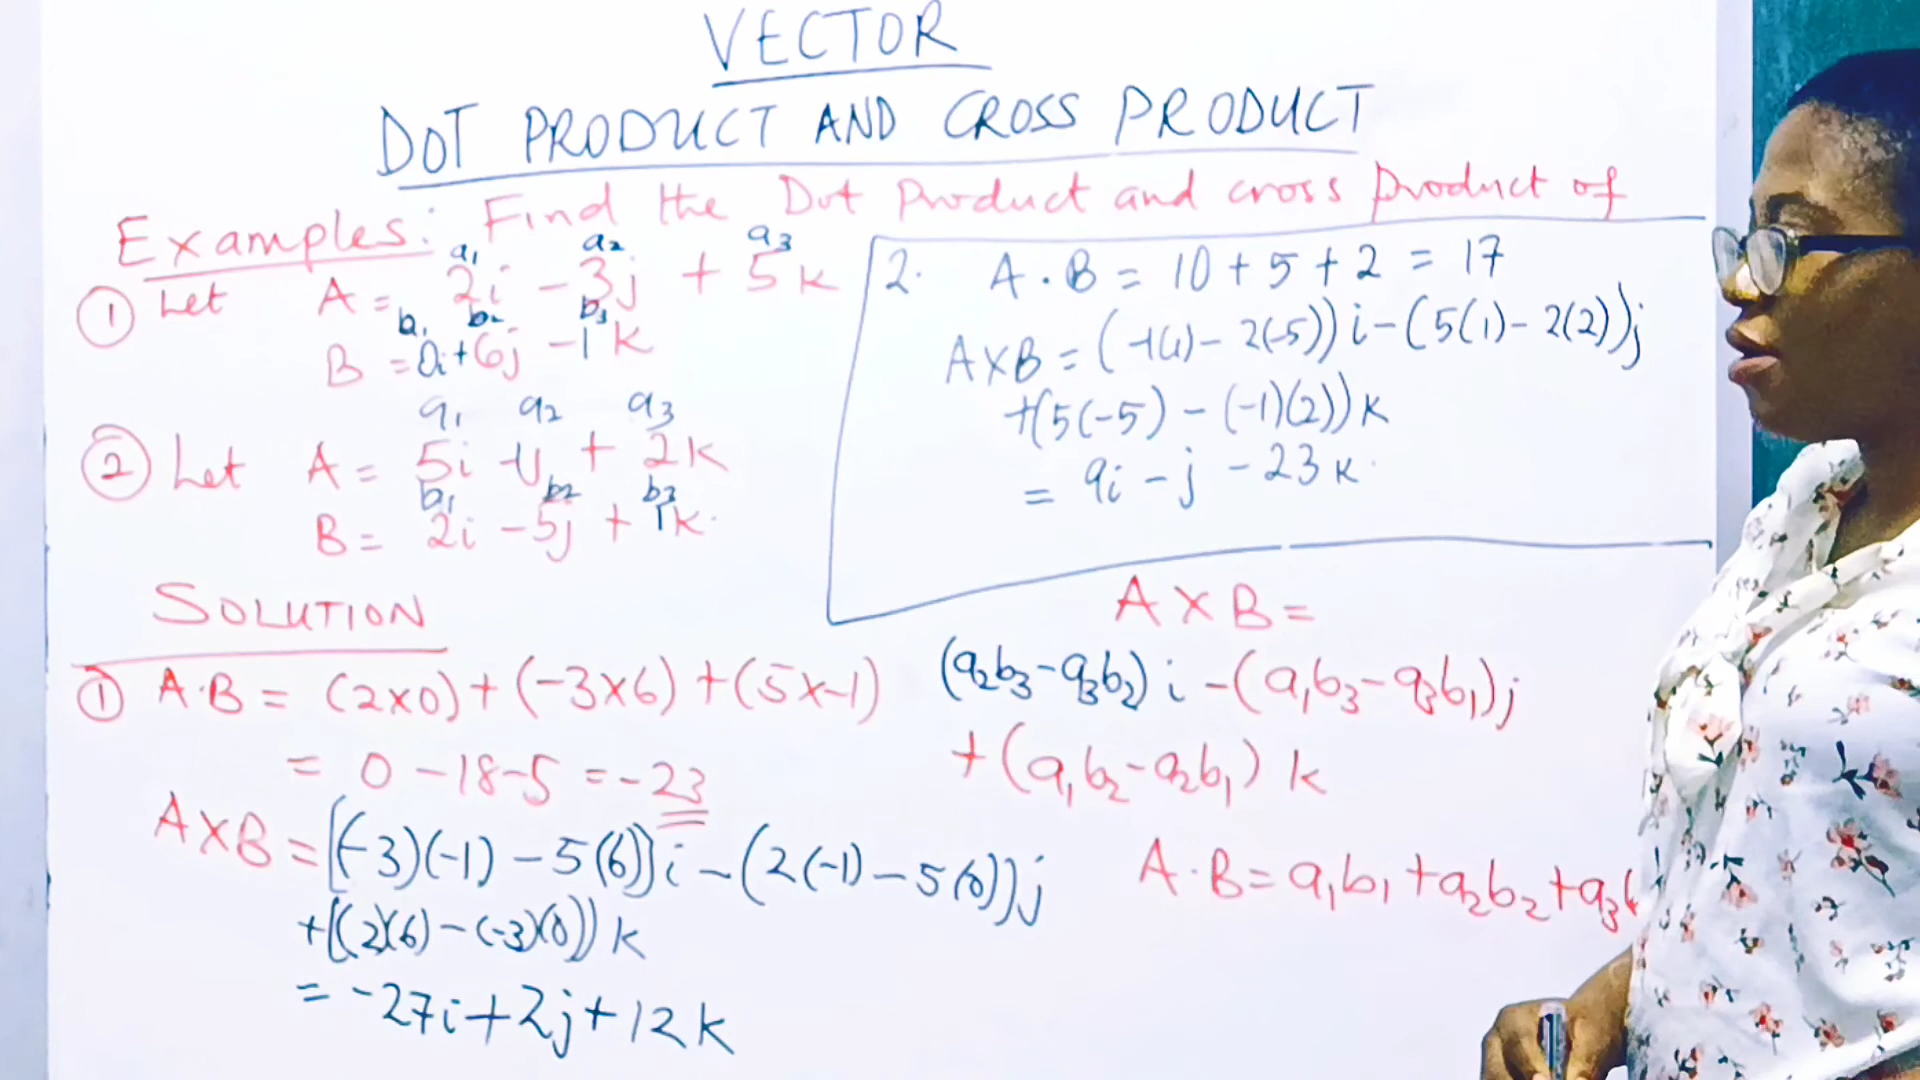 VECTOR
DOT PRODUCT AND CROSS PRODUCT
Examples: Find the Dot Product and cross product of
a₁ a₂ a₃
① Let A = 2i - 3j + 5k
b₁ b₂ b₃
B = 0i + 6j - 1k
a₁ a₂ a₃
② Let A = 5i - j + 2k
b₁ b₂ b₃
B = 2i - 5j + 1k
2. A · B = 10 + 5 + 2 = 17
A×B = (-1(1) - 2(-5)) i - (5(1) - 2(2))j
+(5(-5) - (-1)(2))k
= 9i - j - 23k
SOLUTION
① A·B = (2×0) + (-3×6) + (5×-1)
= 0 - 18 - 5 = -23
A×B = [(-3)(-1) - 5(6)]i - (2(-1) - 5(0))j
+((2)(6) - (-3)(0)) k
= -27i + 2j + 12k
A × B =
(a₂b₃ - a₃b₂) i - (a₁b₃ - a₃b₁)j
+ (a₁b₂ - a₂b₁) k
A·B = a₁b₁ + a₂b₂ + a₃